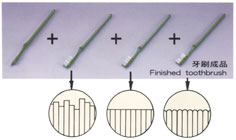 牙刷成品
Finished toothbrush